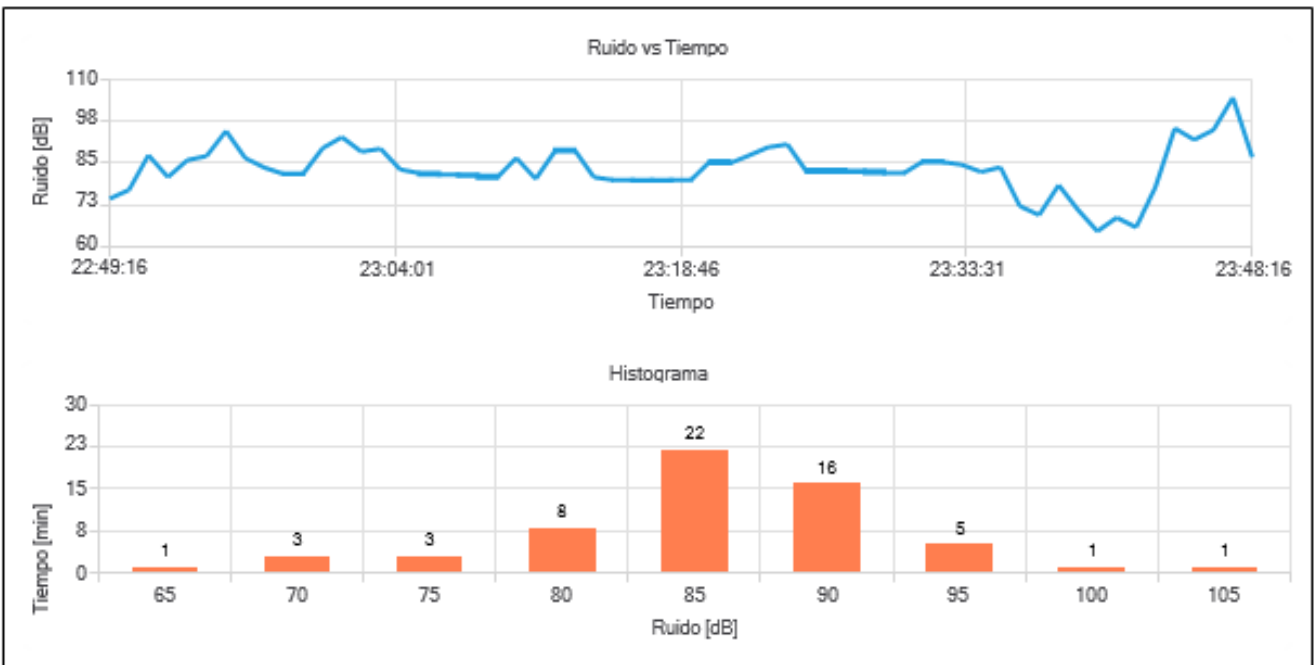 Ruido vs Tiempo
110
98
85
73
60
Ruido [dB]
22:49:16 23:04:01 23:18:46 23:33:31 23:48:16
Tiempo
Histograma
30
23
15
8
0
Tiempo [min]
1 3 3 8 22 16 5 1 1
65 70 75 80 85 90 95 100 105
Ruido [dB]